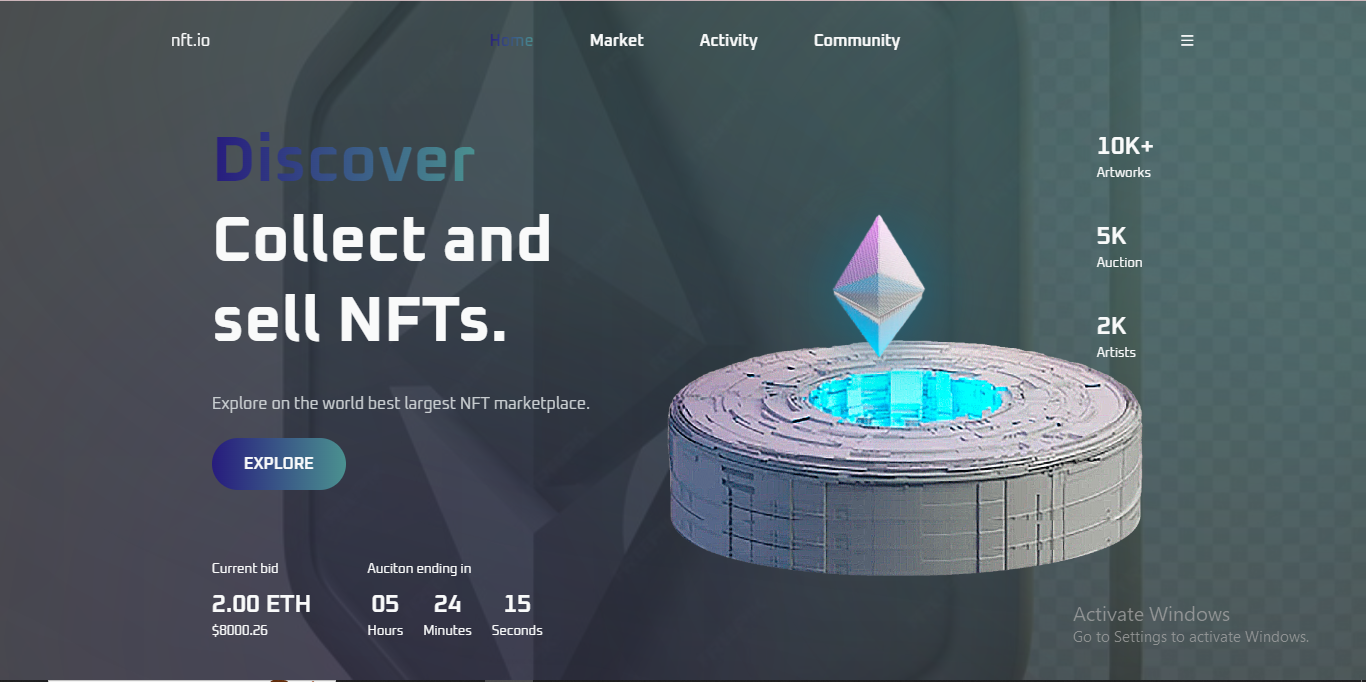 nft.io
Home Market Activity Community
Discover
Collect and
sell NFTs.
Explore on the world best largest NFT marketplace.
EXPLORE
Current bid
2.00 ETH
$8000.26
Auciton ending in
05 24 15
Hours Minutes Seconds
10K+
Artworks
5K
Auction
2K
Artists
Activate Windows
Go to Settings to activate Windows.